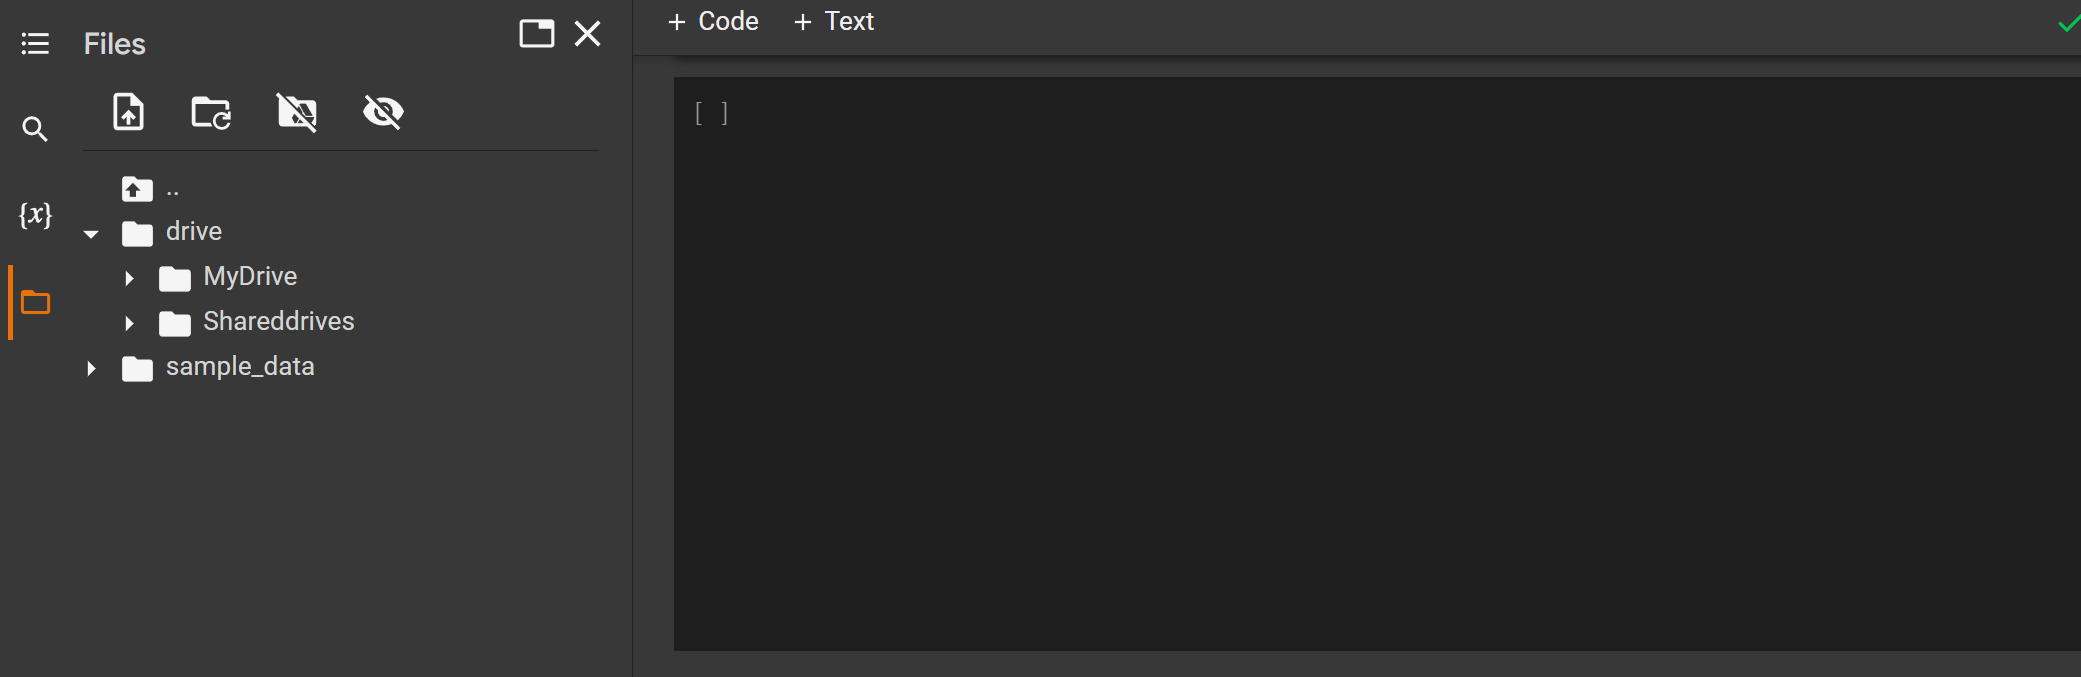 Files
..
drive
MyDrive
Shareddrives
sample_data
{x}
+ Code + Text
[ ]